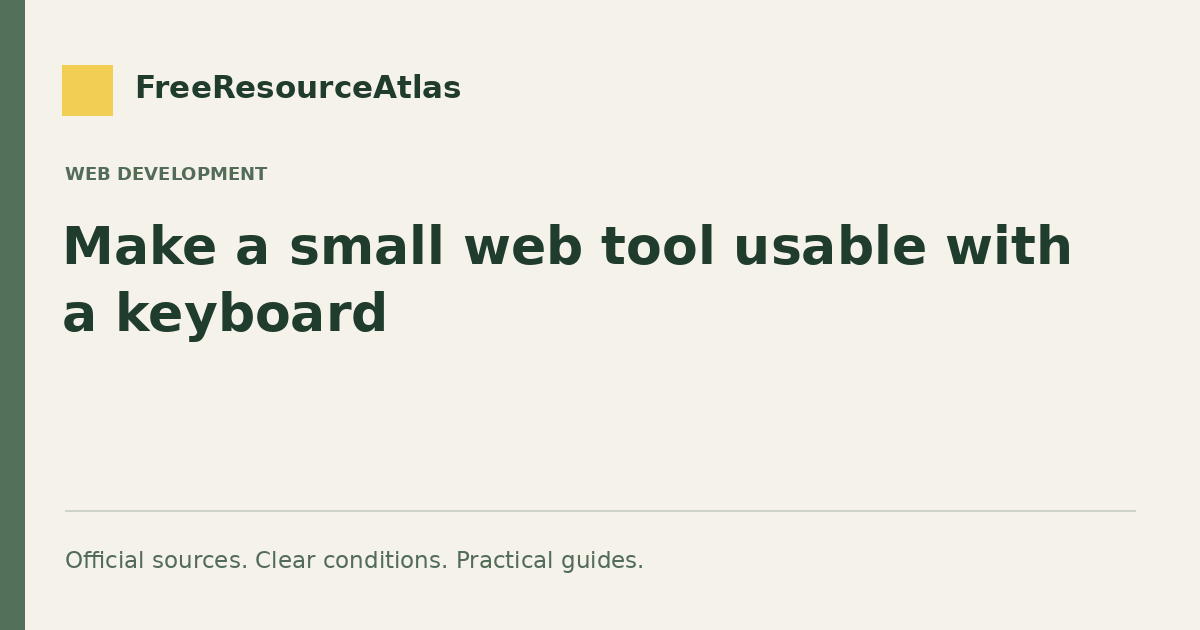 FreeResourceAtlas
WEB DEVELOPMENT
Make a small web tool usable with
a keyboard
Official sources. Clear conditions. Practical guides.